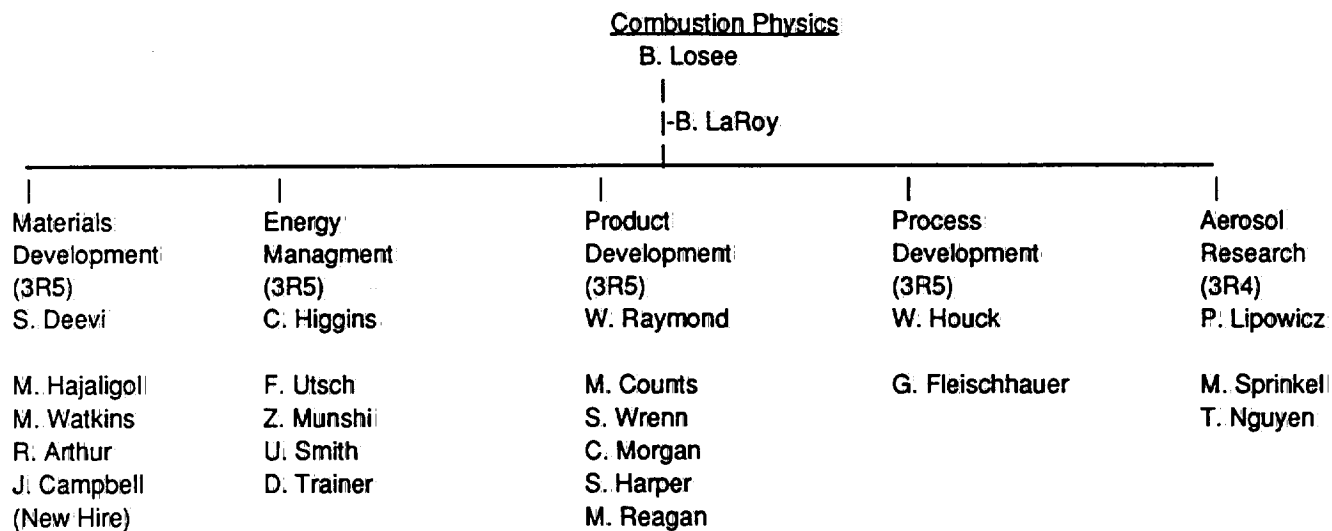 Combustion Physics
B. Losee
-B. LaRoy
Materials
Development
(3R5)
S. Deevi
M. Hajaligoll
M. Watkins
R. Arthur
J. Campbell
(New Hire)
Energy
Managment
(3R5)
C. Higgins
F. Utsch
Z. Munshi
U. Smith
D. Trainer
Product
Development
(3R5)
W. Raymond
M. Counts
S. Wrenn
C. Morgan
S. Harper
M. Reagan
Process
Development
(3R5)
W. Houck
G. Fleischhauer
Aerosol
Research
(3R4)
P. Lipowicz
M. Sprinkel
T. Nguyen